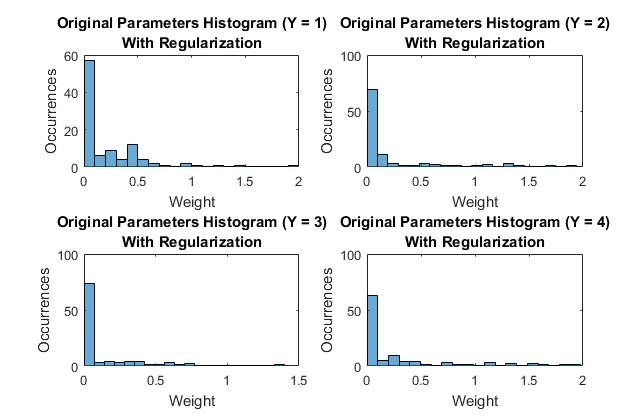 Original Parameters Histogram (Y = 1)
With Regularization
60
40
20
0
Occurrences
0 0.5 1 1.5 2
Weight
Original Parameters Histogram (Y = 2)
With Regularization
100
50
0
Occurrences
0 0.5 1 1.5 2
Weight
Original Parameters Histogram (Y = 3)
With Regularization
100
50
0
Occurrences
0 0.5 1 1.5
Weight
Original Parameters Histogram (Y = 4)
With Regularization
100
50
0
Occurrences
0 0.5 1 1.5 2
Weight